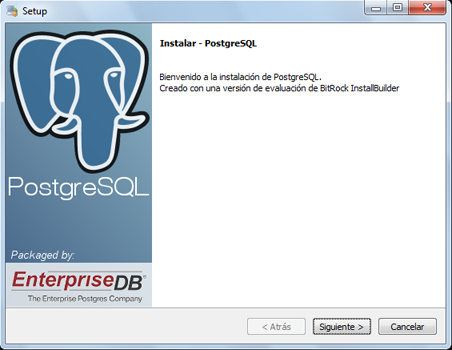 Setup
Instalar - PostgreSQL
Bienvenido a la instalación de PostgreSQL.
Creado con una versión de evaluación de BitRock InstallBuilder
PostgreSQL
Packaged by:
EnterpriseDB®
The Enterprise Postgres Company
< Atrás
Siguiente >
Cancelar